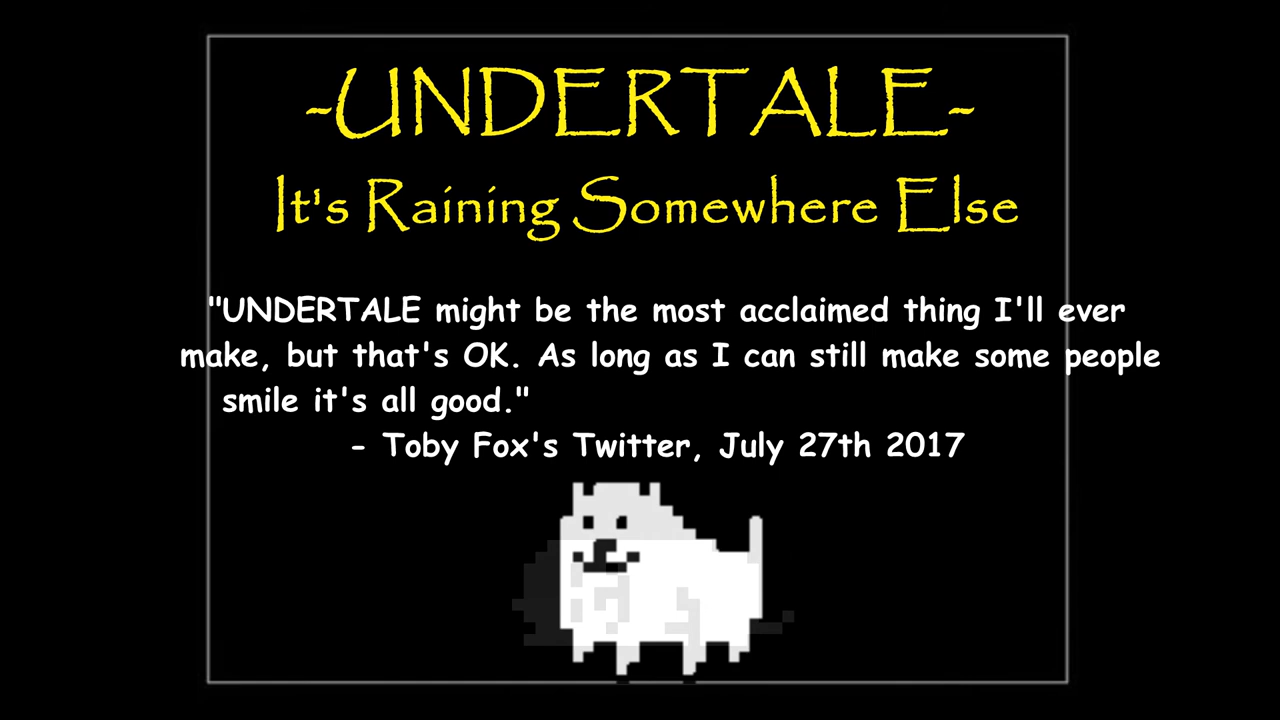 -UNDERTALE-
It's Raining Somewhere Else
"UNDERTALE might be the most acclaimed thing I'll ever
make, but that's OK. As long as I can still make some people
smile it's all good."
- Toby Fox's Twitter, July 27th 2017